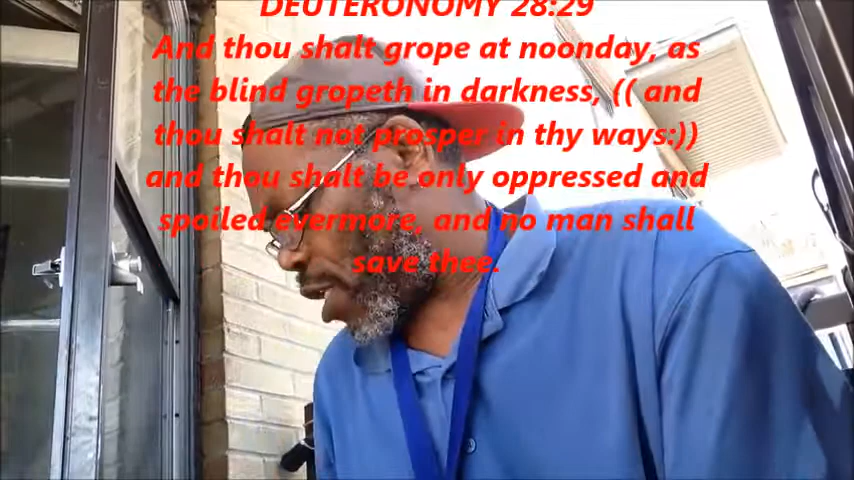 DEUTERONOMY 28:29
And thou shalt grope at noonday, as
the blind gropeth in darkness, (( and
thou shalt not prosper in thy ways:))
and thou shalt be only oppressed and
spoiled evermore, and no man shall
save thee.